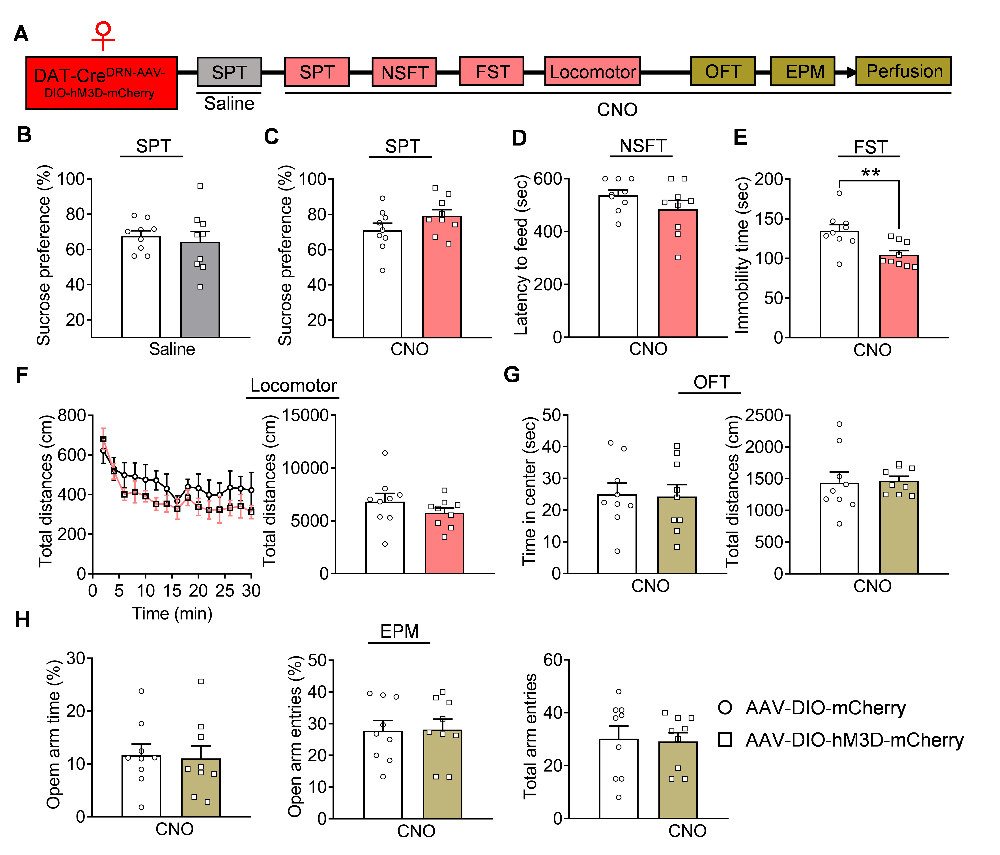 A
♀
DAT-CreDRN-AAV-
DIO-hM3D-mCherry
SPT
SPT
NSFT
FST
Locomotor
OFT
EPM
Perfusion
Saline
CNO
B
SPT
Sucrose preference (%)
100
80
60
40
20
Saline
C
SPT
Sucrose preference (%)
100
80
60
40
20
CNO
D
NSFT
Latency to feed (sec)
600
400
200
0
CNO
E
FST
**
Immobility time (sec)
200
150
100
50
0
CNO
F
Locomotor
Total distances (cm)
800
600
400
200
0
0 5 10 15 20 25 30
Time (min)
Total distances (cm)
15000
10000
5000
0
G
OFT
Time in center (sec)
50
40
30
20
10
0
CNO
Total distances (cm)
2500
2000
1500
1000
500
0
CNO
H
EPM
Opem arm time (%)
30
20
10
0
CNO
Open arm entries (%)
50
40
30
20
10
0
CNO
Total arm entries
60
40
20
0
CNO
AAV-DIO-mCherry
AAV-DIO-hM3D-mCherry